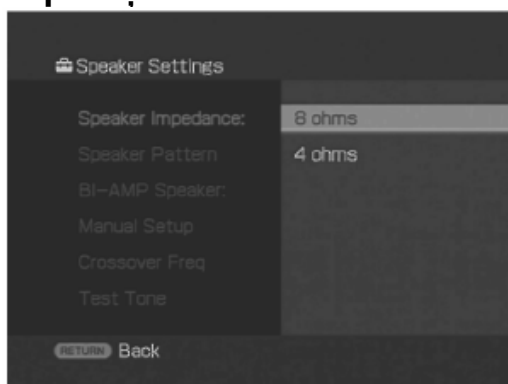 Speaker Settings
Speaker Impedance: 8 ohms
Speaker Pattern 4 ohms
BI-AMP Speaker:
Manual Setup
Crossover Freq
Test Tone
RETURN Back